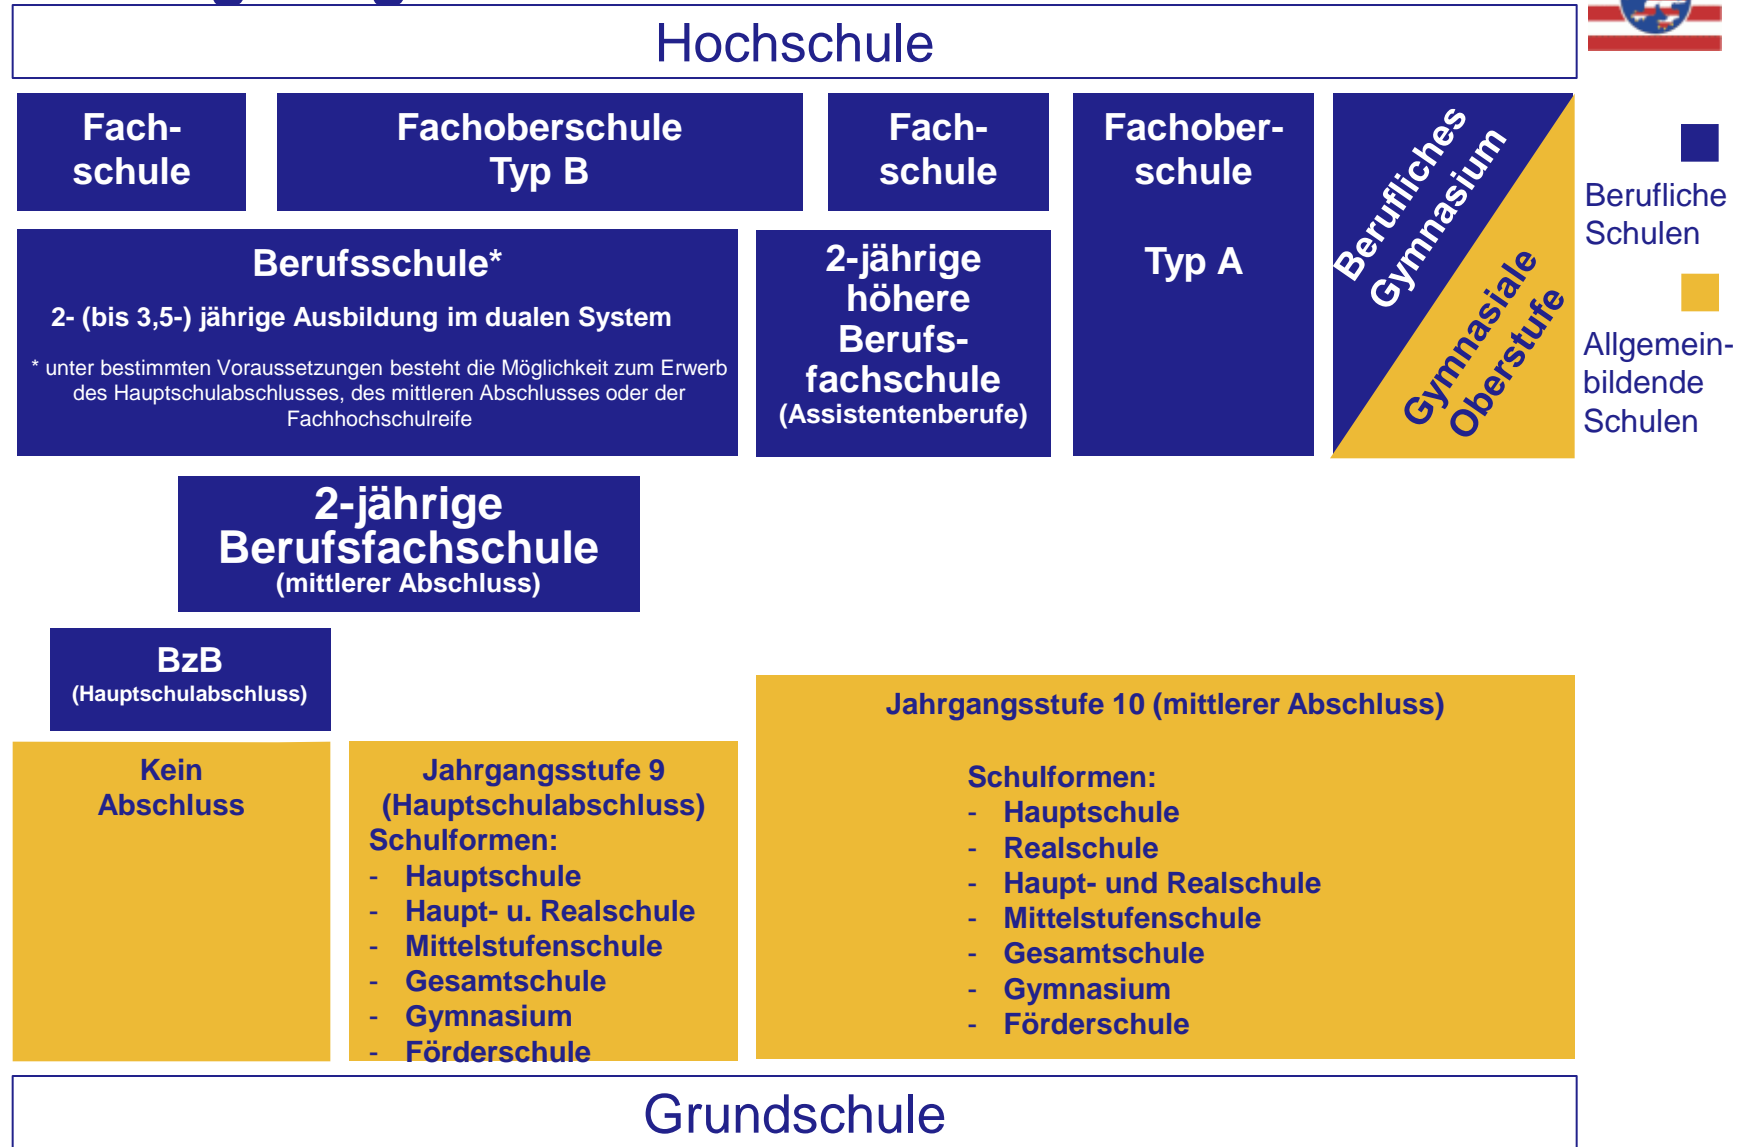 Hochschule
Fach-
schule
Fachoberschule
Typ B
Fach-
schule
Fachober-
schule
Typ A
Berufliches
Gymnasium
Gymnasiale
Oberstufe
Berufliche
Schulen
Allgemein-
bildende
Schulen
Berufsschule*
2- (bis 3,5-) jährige Ausbildung im dualen System
* unter bestimmten Voraussetzungen besteht die Möglichkeit zum Erwerb
des Hauptschulabschlusses, des mittleren Abschlusses oder der
Fachhochschulreife
2-jährige
höhere
Berufs-
fachschule
(Assistentenberufe)
2-jährige
Berufsfachschule
(mittlerer Abschluss)
BzB
(Hauptschulabschluss)
Kein
Abschluss
Jahrgangsstufe 9
(Hauptschulabschluss)
Schulformen:
- Hauptschule
- Haupt- u. Realschule
- Mittelstufenschule
- Gesamtschule
- Gymnasium
- Förderschule
Jahrgangsstufe 10 (mittlerer Abschluss)
Schulformen:
- Hauptschule
- Realschule
- Haupt- und Realschule
- Mittelstufenschule
- Gesamtschule
- Gymnasium
- Förderschule
Grundschule